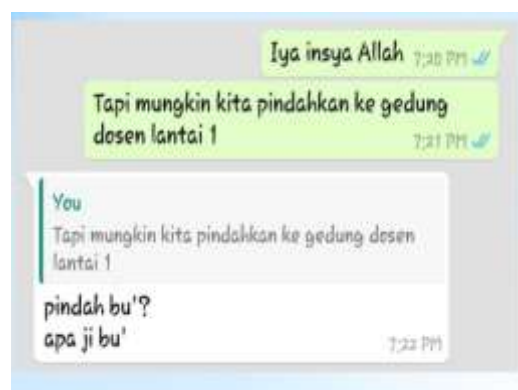 Iya insya Allah 7:20 PM
Tapi mungkin kita pindahkan ke gedung
dosen lantai 1 7:21 PM
You
Tapi mungkin kita pindahkan ke gedung dosen
lantai 1
pindah bu'?
apa ji bu' 7:22 PM